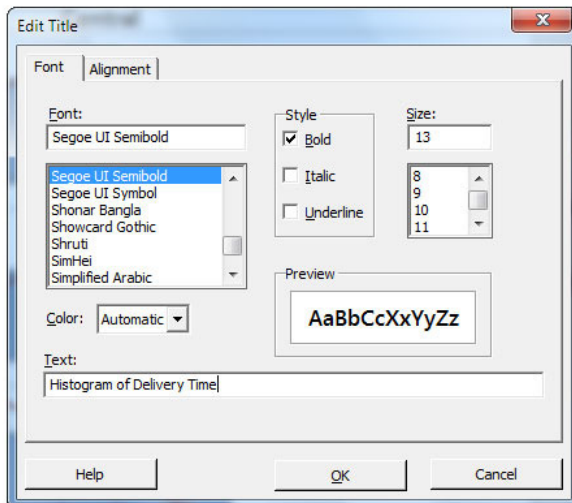 Edit Title
Font
Alignment
Font:
Segoe UI Semibold
Segoe UI Semibold
Segoe UI Symbol
Shonar Bangla
Showcard Gothic
Shruti
SimHei
Simplified Arabic
Style
Bold
Italic
Underline
Size:
13
8
9
10
11
Color:
Automatic
Preview
AaBbCcXxYyZz
Text:
Histogram of Delivery Time
Help
OK
Cancel